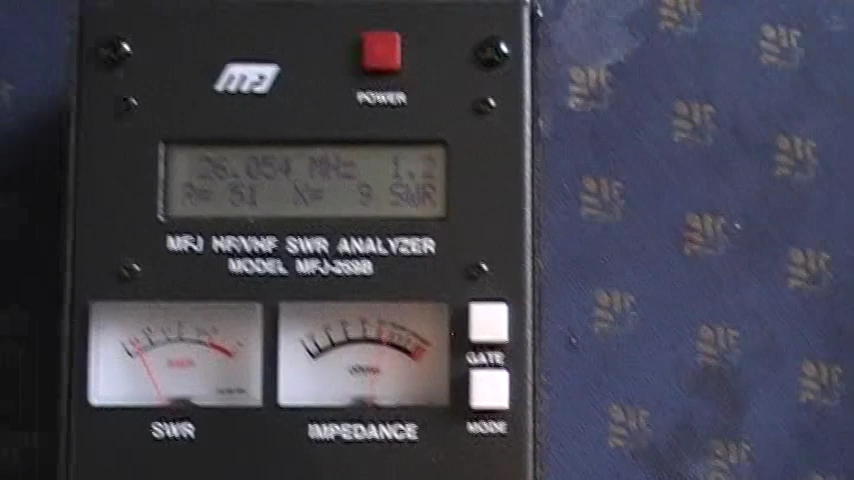 MFJ
POWER
26.054 MHz 1.2
R= 51 X= 9 SWR
MFJ HF/VHF SWR ANALYZER
MODEL MFJ-259B
GATE
SWR
IMPEDANCE
MODE